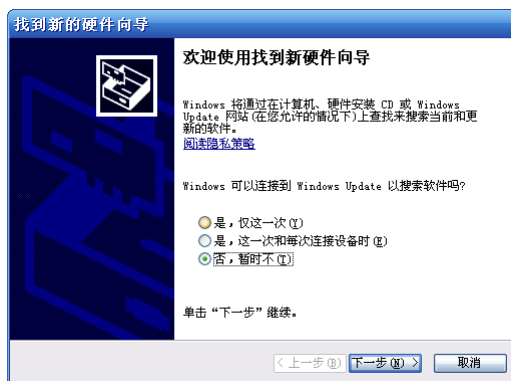 找到新的硬件向导
欢迎使用找到新硬件向导
Windows 将通过在计算机、硬件安装 CD 或 Windows
Update 网站(在您允许的情况下)上查找来搜索当前和更
新的软件。
阅读隐私策略
Windows 可以连接到 Windows Update 以搜索软件吗?
是，仅这一次(Y)
是，这一次和每次连接设备时(E)
否，暂时不(T)
单击“下一步”继续。
< 上一步(B) 下一步(N) > 取消